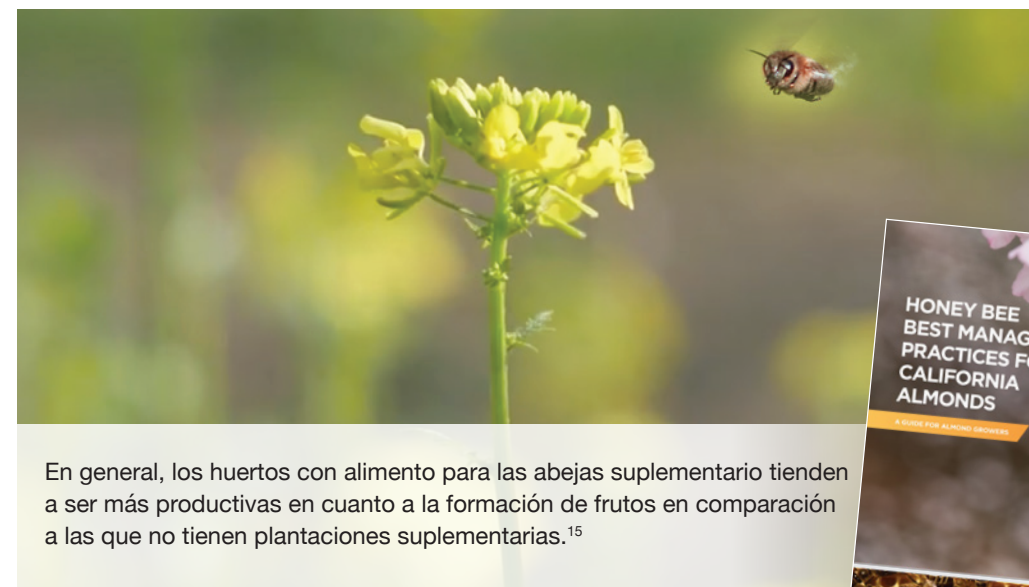 En general, los huertos con alimento para las abejas suplementario tienden
a ser más productivas en cuanto a la formación de frutos en comparación
a las que no tienen plantaciones suplementarias.15
HONEY BEE
BEST MANAG
PRACTICES FO
CALIFORNIA
ALMONDS
A GUIDE FOR ALMOND GROWERS